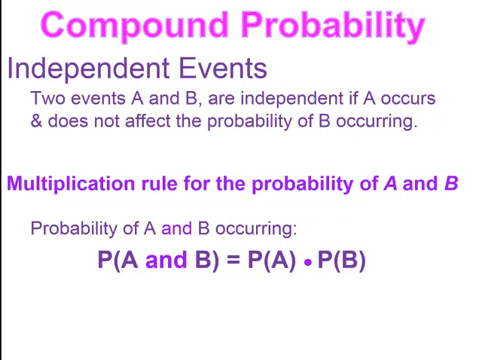 Compound Probability
Independent Events
Two events A and B, are independent if A occurs
& does not affect the probability of B occurring.
Multiplication rule for the probability of A and B
Probability of A and B occurring:
P(A and B) = P(A) • P(B)